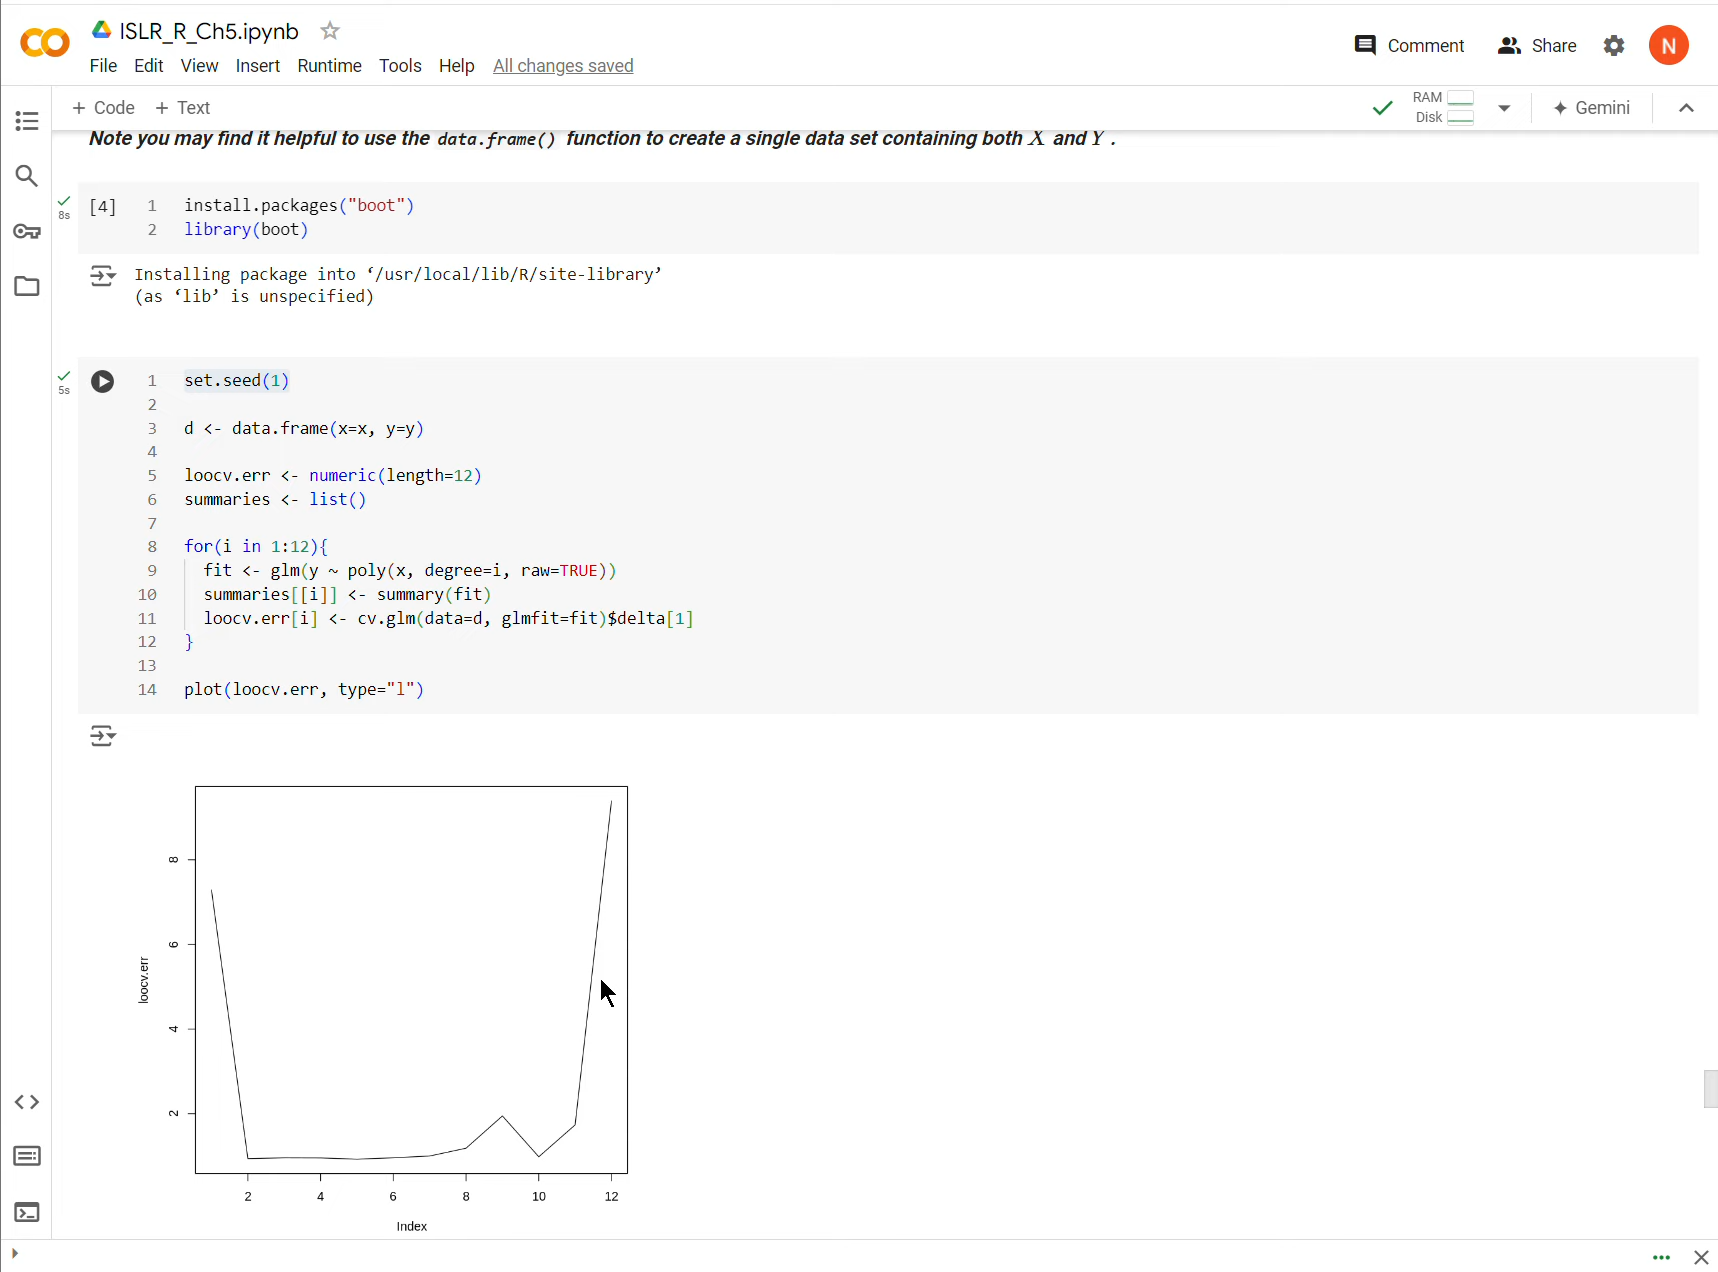 ISLR_R_Ch5.ipynb
File Edit View Insert Runtime Tools Help All changes saved
Comment Share N
+ Code + Text
RAM
Disk
Gemini
Note you may find it helpful to use the data.frame() function to create a single data set containing both X and Y .
8s
[4]
1 install.packages("boot")
2 library(boot)
Installing package into ‘/usr/local/lib/R/site-library’
(as ‘lib’ is unspecified)
5s
1 set.seed(1)
2
3 d <- data.frame(x=x, y=y)
4
5 loocv.err <- numeric(length=12)
6 summaries <- list()
7
8 for(i in 1:12){
9 fit <- glm(y ~ poly(x, degree=i, raw=TRUE))
10 summaries[[i]] <- summary(fit)
11 loocv.err[i] <- cv.glm(data=d, glmfit=fit)$delta[1]
12 }
13
14 plot(loocv.err, type="l")
8
6
loocv.err
4
2
2 4 6 8 10 12
Index